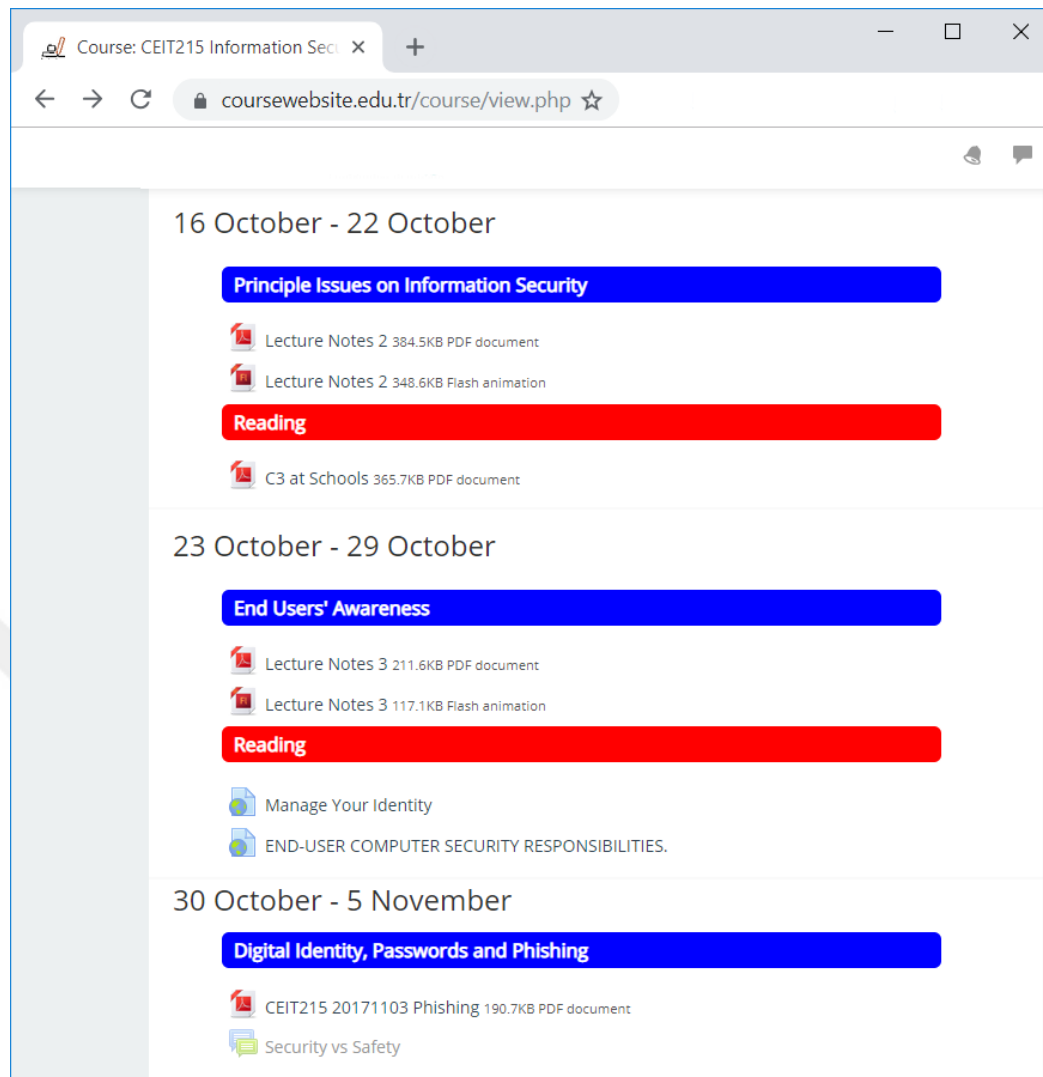 Course: CEIT215 Information Secu
coursewebsite.edu.tr/course/view.php
16 October - 22 October
Principle Issues on Information Security
Lecture Notes 2 384.5KB PDF document
Lecture Notes 2 348.6KB Flash animation
Reading
C3 at Schools 365.7KB PDF document
23 October - 29 October
End Users' Awareness
Lecture Notes 3 211.6KB PDF document
Lecture Notes 3 117.1KB Flash animation
Reading
Manage Your Identity
END-USER COMPUTER SECURITY RESPONSIBILITIES.
30 October - 5 November
Digital Identity, Passwords and Phishing
CEIT215 20171103 Phishing 190.7KB PDF document
Security vs Safety